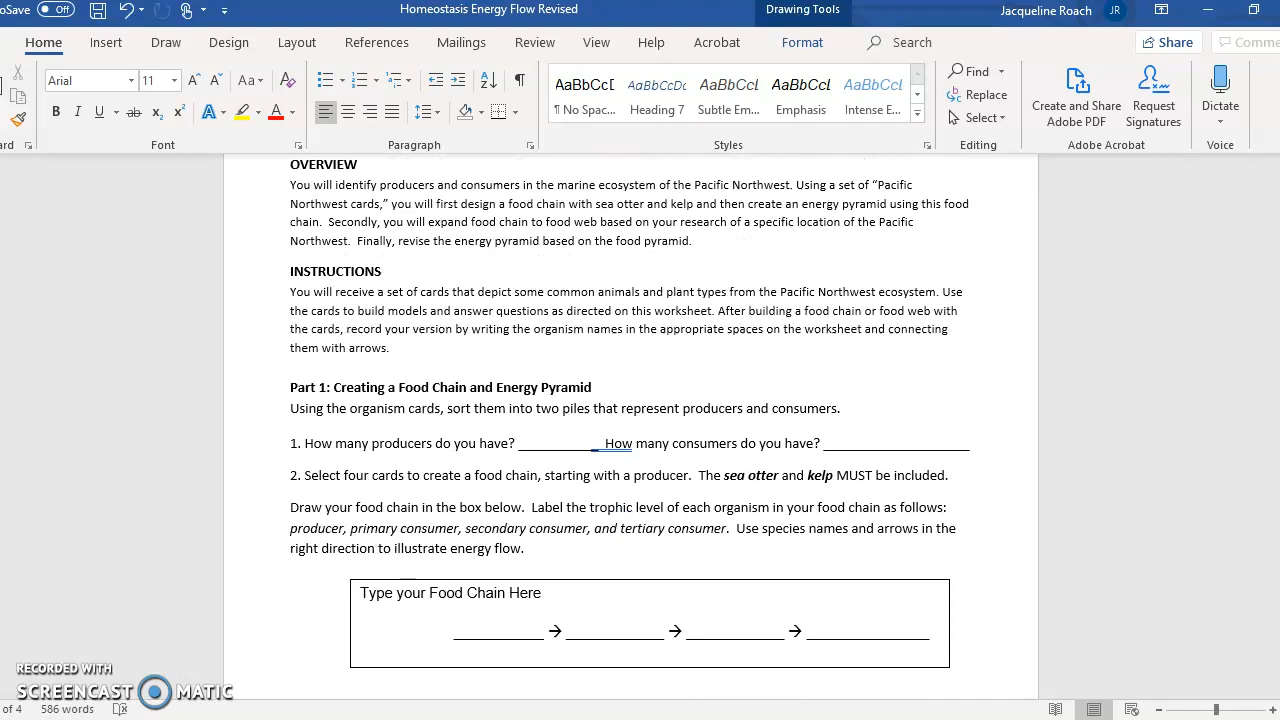 Save Off
Homeostasis Energy Flow Revised
Drawing Tools
Jacqueline Roach JR
Home Insert Draw Design Layout References Mailings Review View Help Acrobat Format Search Share
Arial 11 Aa A
AaBbCcD AaBbCcDc AaBbCcL AaBbCcL AaBbCcL
¶ No Spac... Heading 7 Subtle Em... Emphasis Intense E...
B I U ab x₂ x² A A
Find
Replace
Select
Create and Share
Adobe PDF
Request
Signatures
Dictate
Font Paragraph Styles Editing Adobe Acrobat Voice
OVERVIEW
You will identify producers and consumers in the marine ecosystem of the Pacific Northwest. Using a set of “Pacific
Northwest cards,” you will first design a food chain with sea otter and kelp and then create an energy pyramid using this food
chain. Secondly, you will expand food chain to food web based on your research of a specific location of the Pacific
Northwest. Finally, revise the energy pyramid based on the food pyramid.
INSTRUCTIONS
You will receive a set of cards that depict some common animals and plant types from the Pacific Northwest ecosystem. Use
the cards to build models and answer questions as directed on this worksheet. After building a food chain or food web with
the cards, record your version by writing the organism names in the appropriate spaces on the worksheet and connecting
them with arrows.
Part 1: Creating a Food Chain and Energy Pyramid
Using the organism cards, sort them into two piles that represent producers and consumers.
1. How many producers do you have? __________ How many consumers do you have? ____________________
2. Select four cards to create a food chain, starting with a producer. The sea otter and kelp MUST be included.
Draw your food chain in the box below. Label the trophic level of each organism in your food chain as follows:
producer, primary consumer, secondary consumer, and tertiary consumer. Use species names and arrows in the
right direction to illustrate energy flow.
Type your Food Chain Here
___________ → ____________ → ____________ → _______________
RECORDED WITH
SCREENCAST MATIC
of 4 586 words